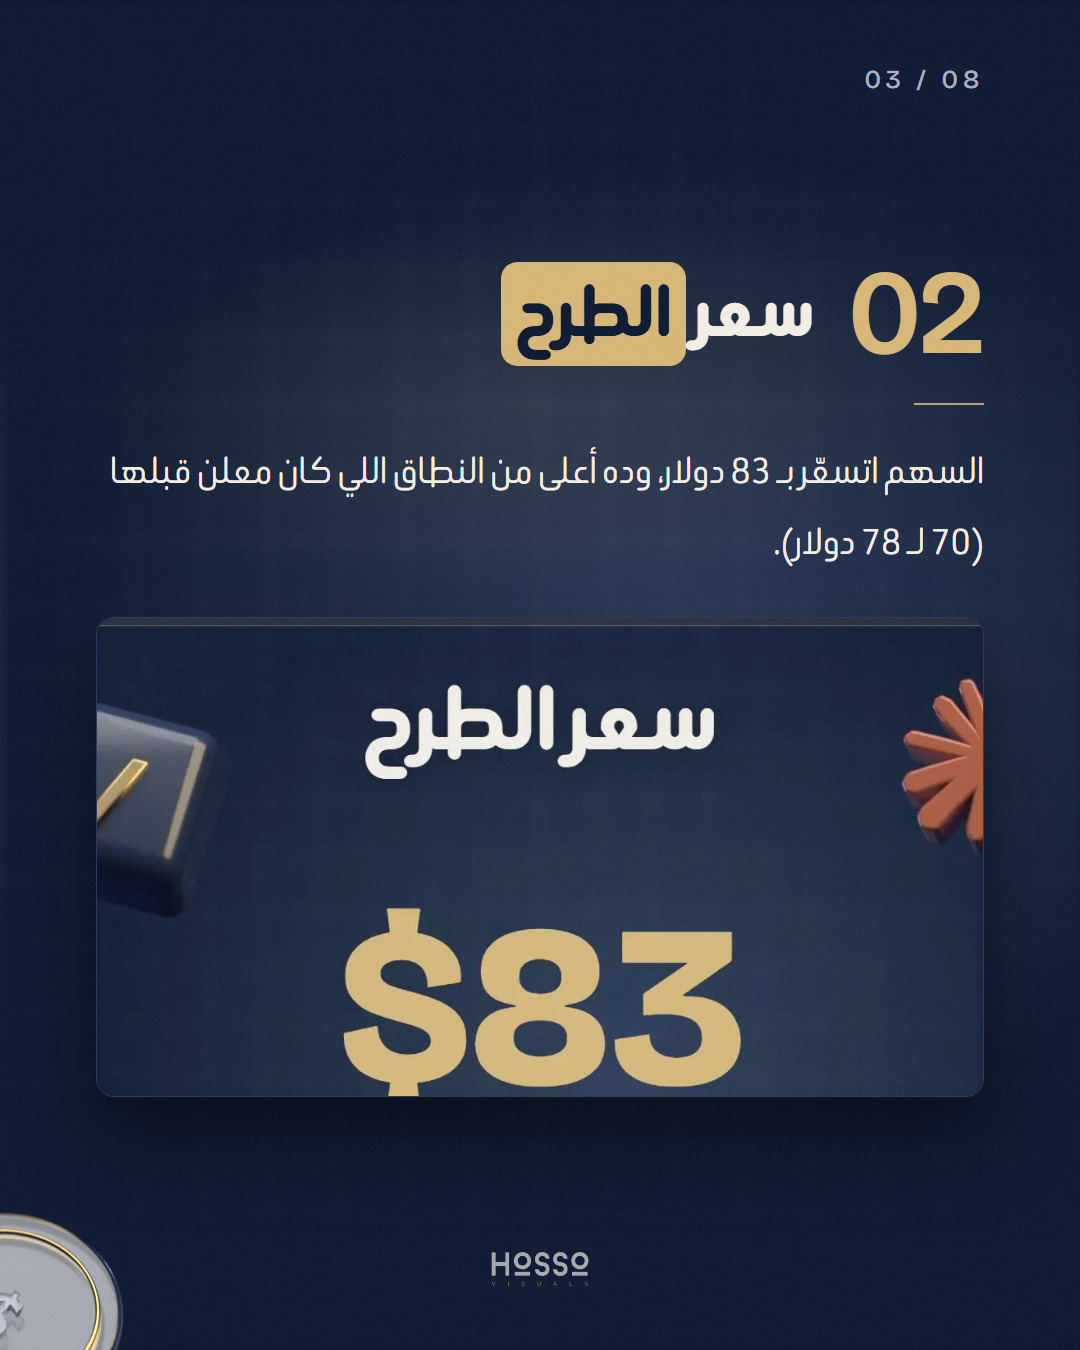 03 / 08
02 سعر الطرح
السهم اتسعّر بـ 83 دولار، وده أعلى من النطاق اللي كان معلن قبلها
(70 لـ 78 دولار).
سعر الطرح
$83
HOSSO
VISUALS